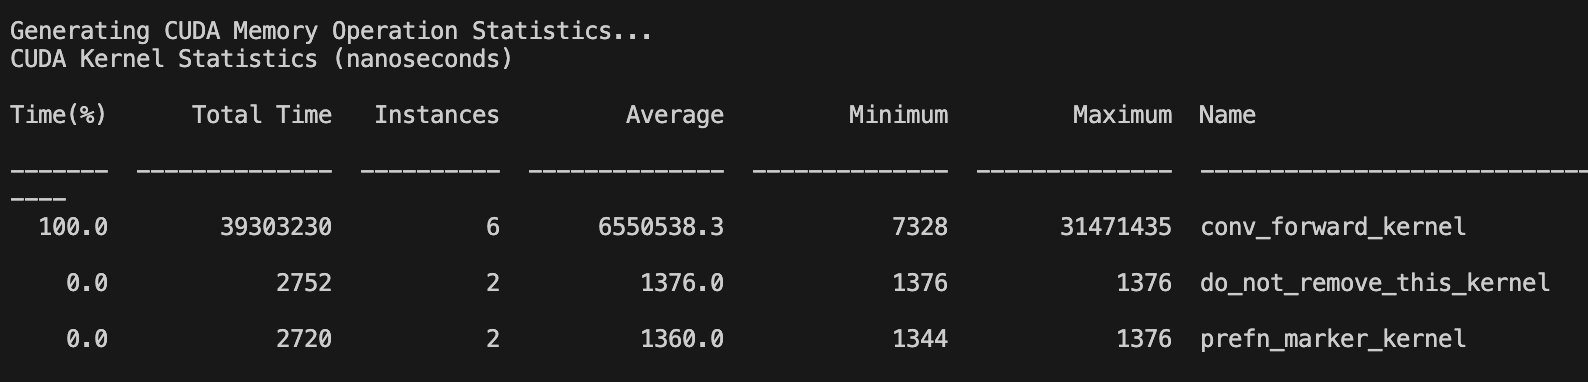 Generating CUDA Memory Operation Statistics...
CUDA Kernel Statistics (nanoseconds)
Time(%)      Total Time   Instances         Average         Minimum         Maximum  Name
-------  --------------  ----------  --------------  --------------  --------------  ----------------------------
----
  100.0        39303230           6       6550538.3            7328        31471435  conv_forward_kernel
    0.0            2752           2          1376.0            1376            1376  do_not_remove_this_kernel
    0.0            2720           2          1360.0            1344            1376  prefn_marker_kernel